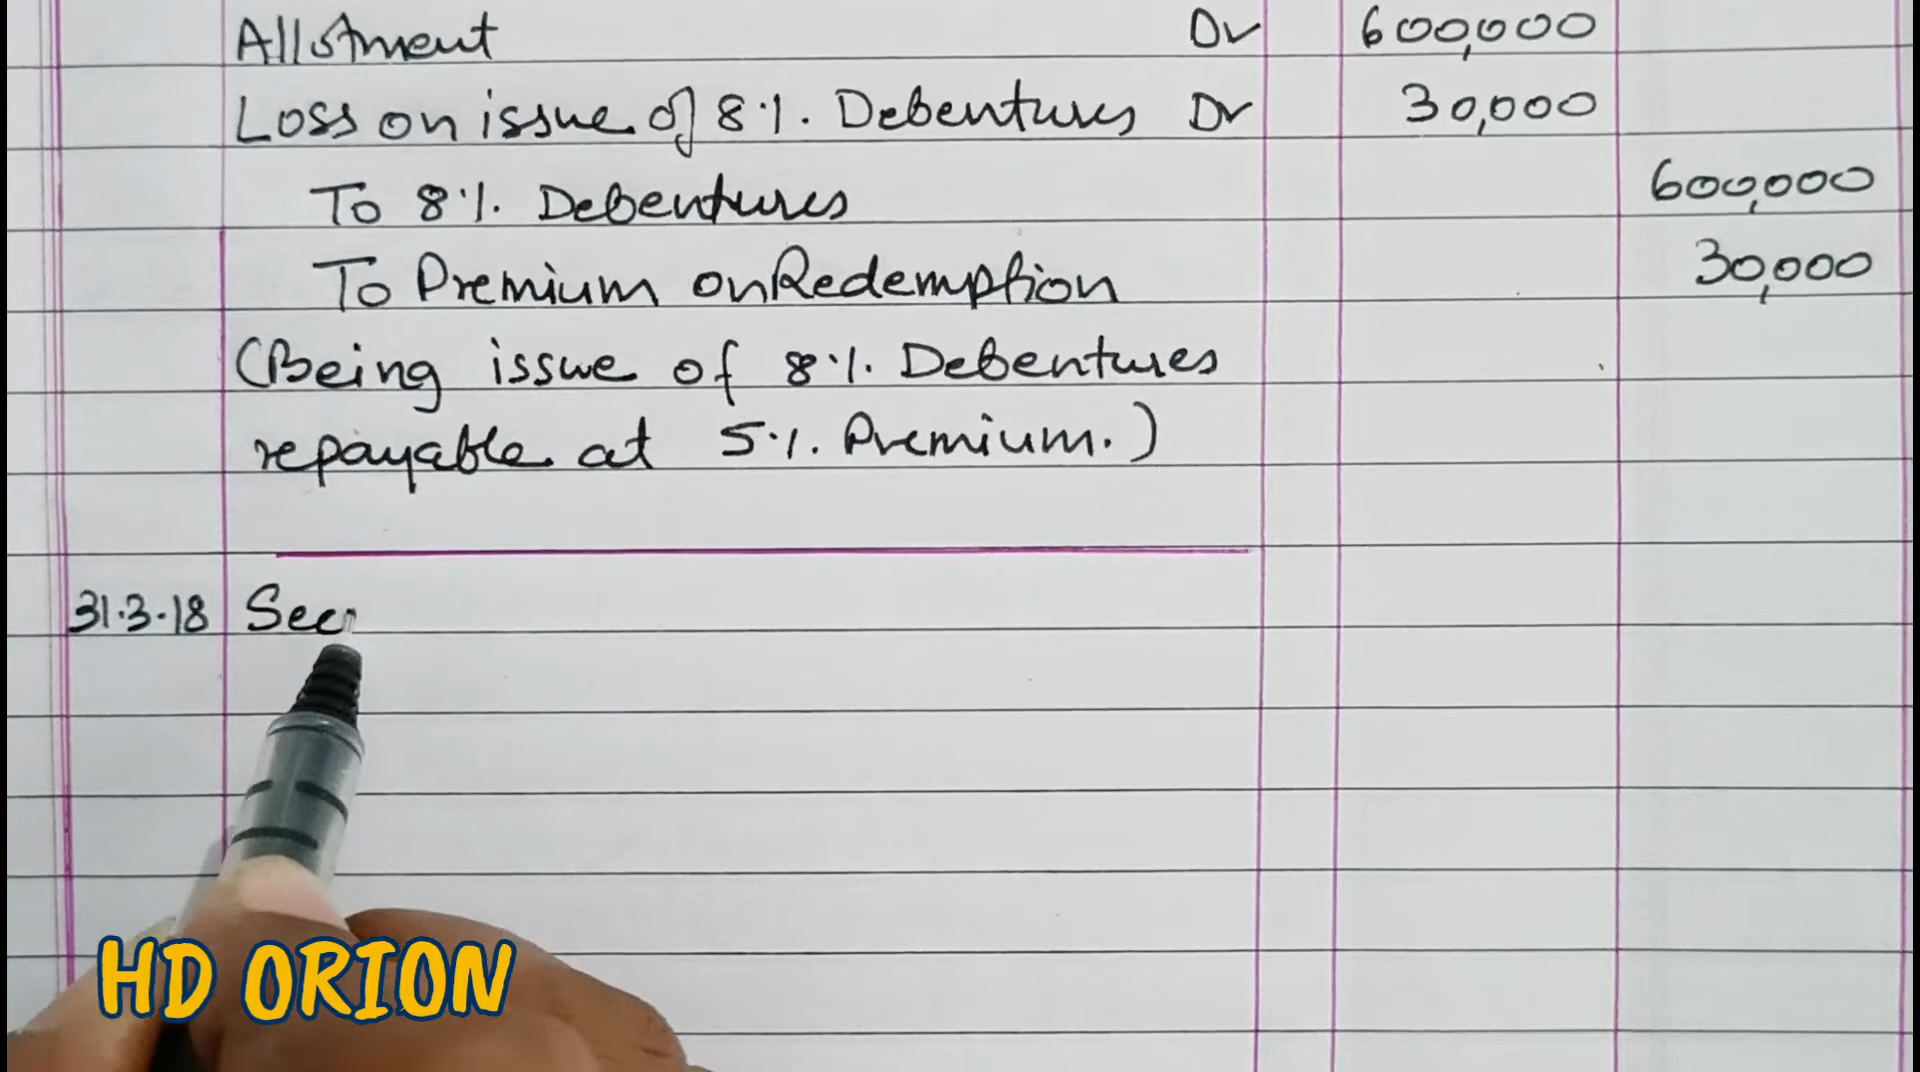 Allotment Dr 600,000
Loss on issue of 8%. Debentures Dr 30,000
To 8%. Debentures 600,000
To Premium on Redemption 30,000
(Being issue of 8%. Debentures
repayable at 5%. Premium.)
31.3.18 Sec
HD ORION